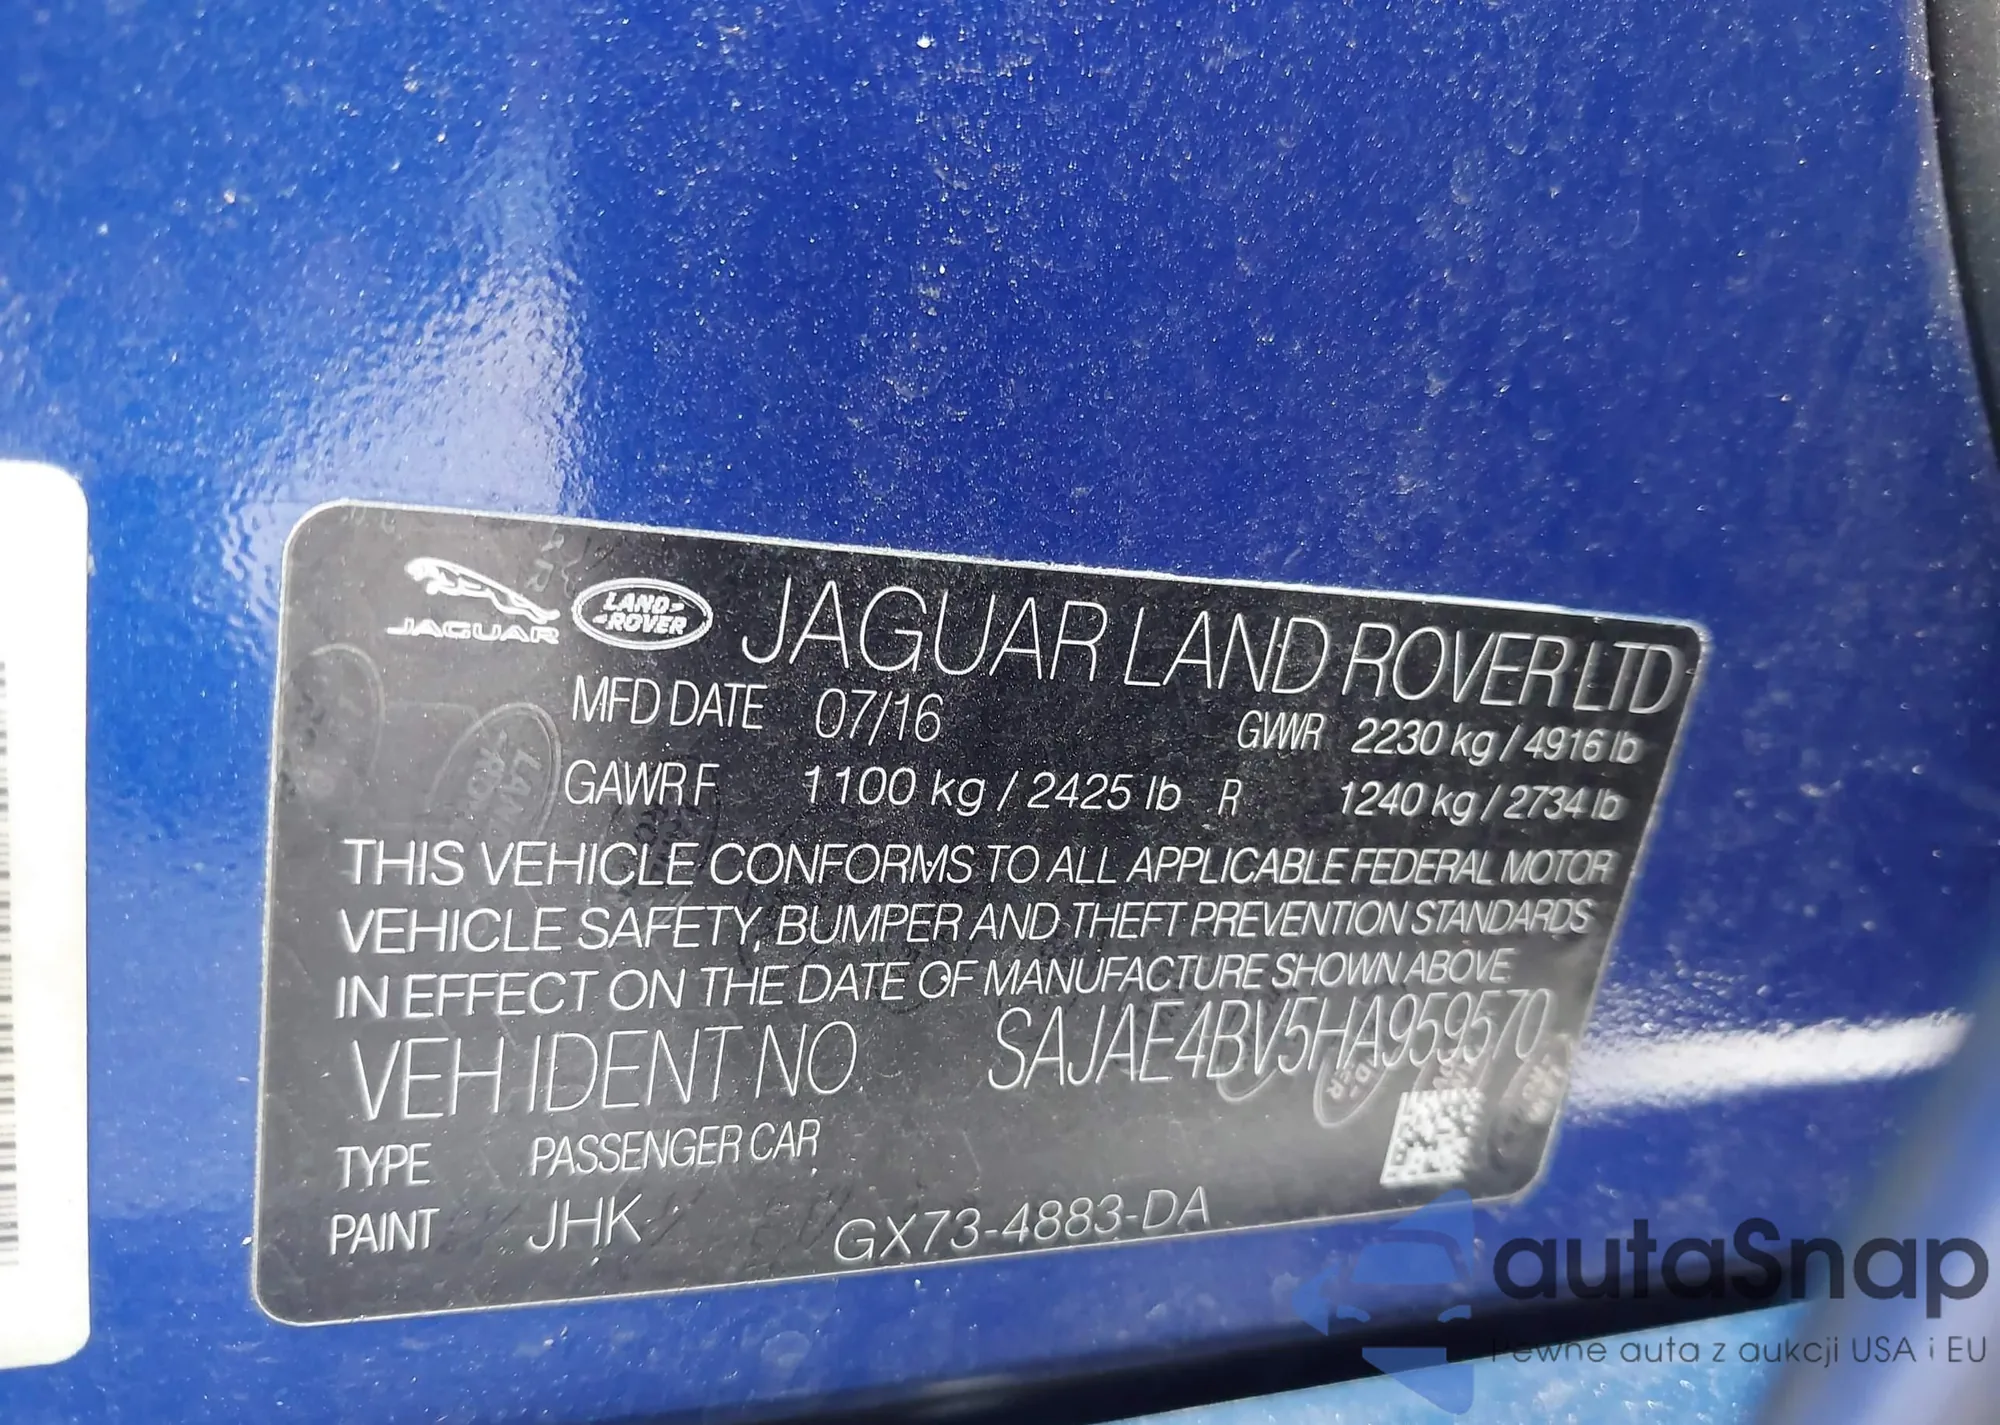 JAGUAR LAND ROVER JAGUAR LAND ROVER LTD
MFD DATE 07/16 GVWR 2230 kg / 4916 lb
GAWR F 1100 kg / 2425 lb R 1240 kg / 2734 lb
THIS VEHICLE CONFORMS TO ALL APPLICABLE FEDERAL MOTOR
VEHICLE SAFETY, BUMPER AND THEFT PREVENTION STANDARDS
IN EFFECT ON THE DATE OF MANUFACTURE SHOWN ABOVE
VEH IDENT NO SAJAE4BV5HA959570
TYPE PASSENGER CAR
PAINT JHK GX73-4883-DA
autaSnap
Pewne auta z aukcji USA i EU